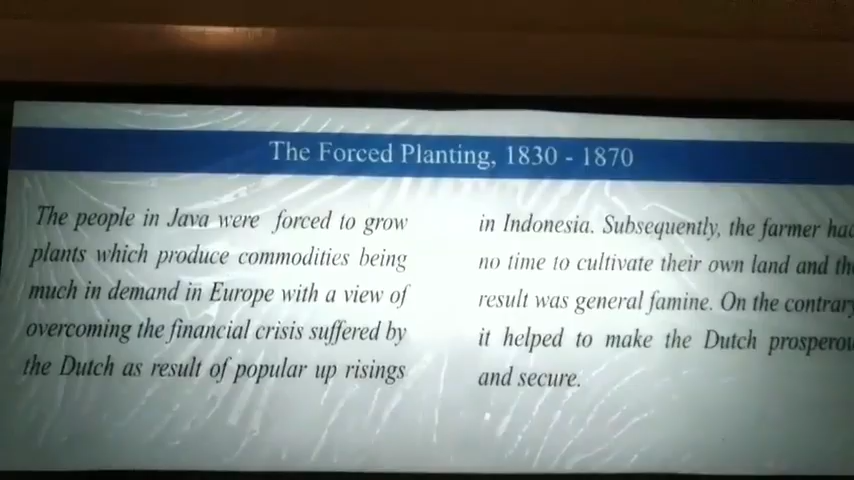 The Forced Planting, 1830 - 1870
The people in Java were forced to grow
plants which produce commodities being
much in demand in Europe with a view of
overcoming the financial crisis suffered by
the Dutch as result of popular up risings
in Indonesia. Subsequently, the farmer
no time to cultivate their own land and
result was general famine. On the contrary
it helped to make the Dutch
and secure.